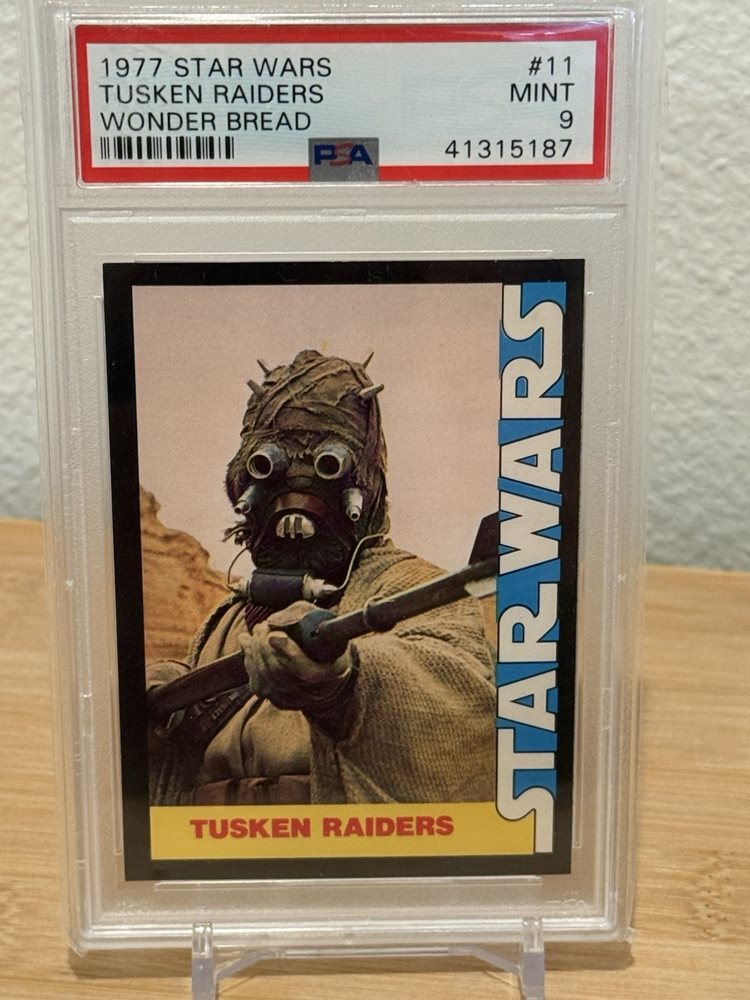 1977 STAR WARS #11
TUSKEN RAIDERS MINT
WONDER BREAD 9
PSA 41315187
STAR WARS
TUSKEN RAIDERS